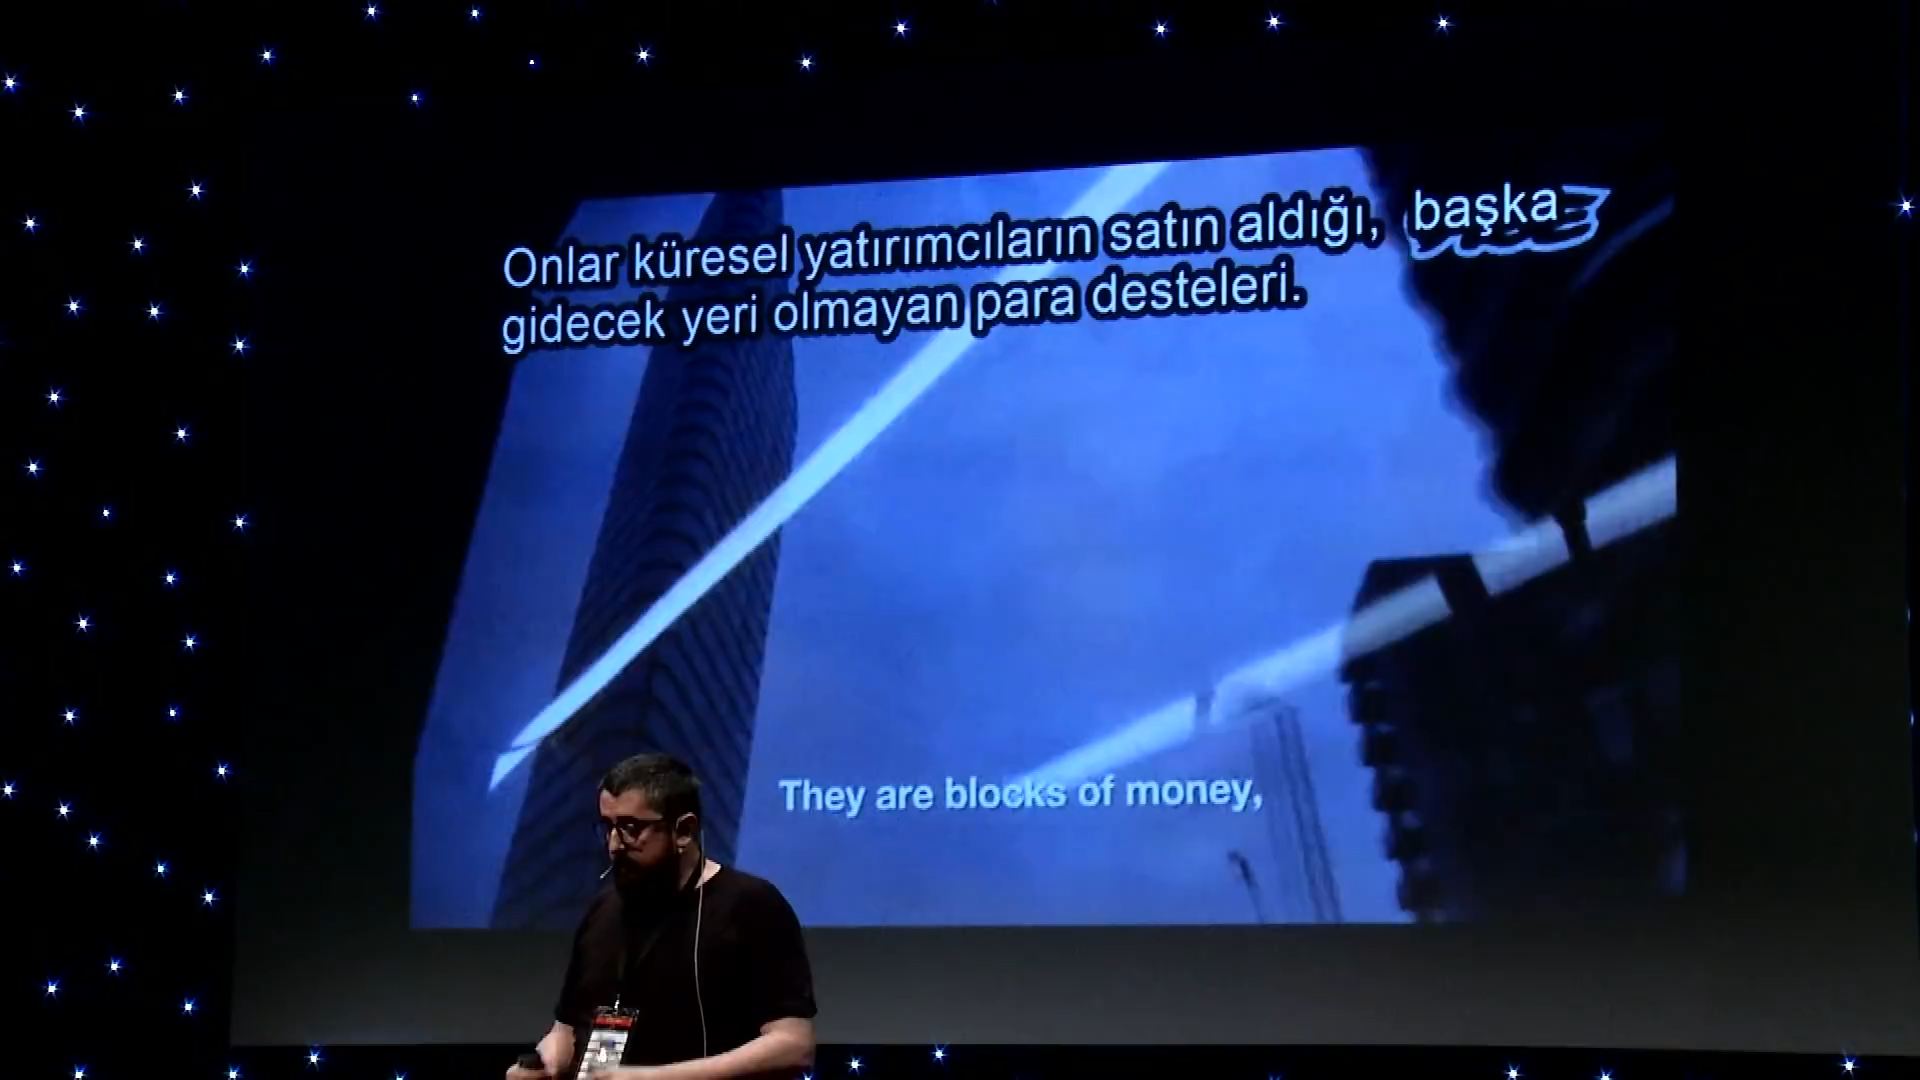 Onlar küresel yatırımcıların satın aldığı, başka
gidecek yeri olmayan para desteleri.
They are blocks of money,